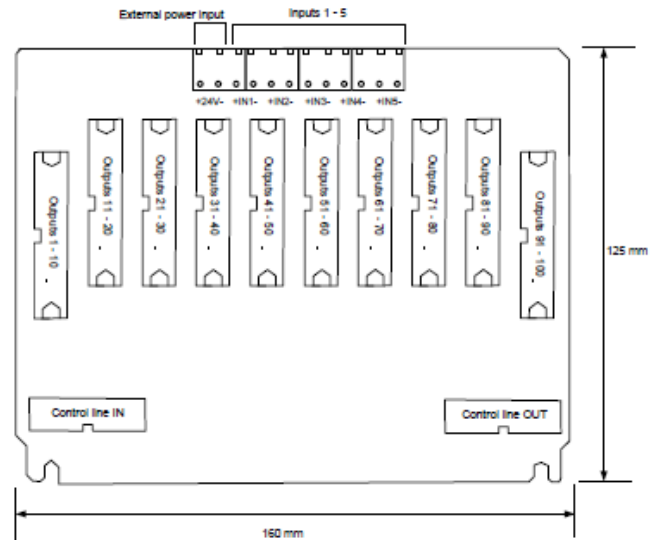 External power input
Inputs 1 - 5
+24V- +IN1- +IN2- +IN3- +IN4- +IN5-
Outputs 1 - 10
Outputs 11 - 20
Outputs 21 - 30
Outputs 31 - 40
Outputs 41 - 50
Outputs 51 - 60
Outputs 61 - 70
Outputs 71 - 80
Outputs 81 - 90
Outputs 91 - 100
125 mm
Control line IN
Control line OUT
160 mm